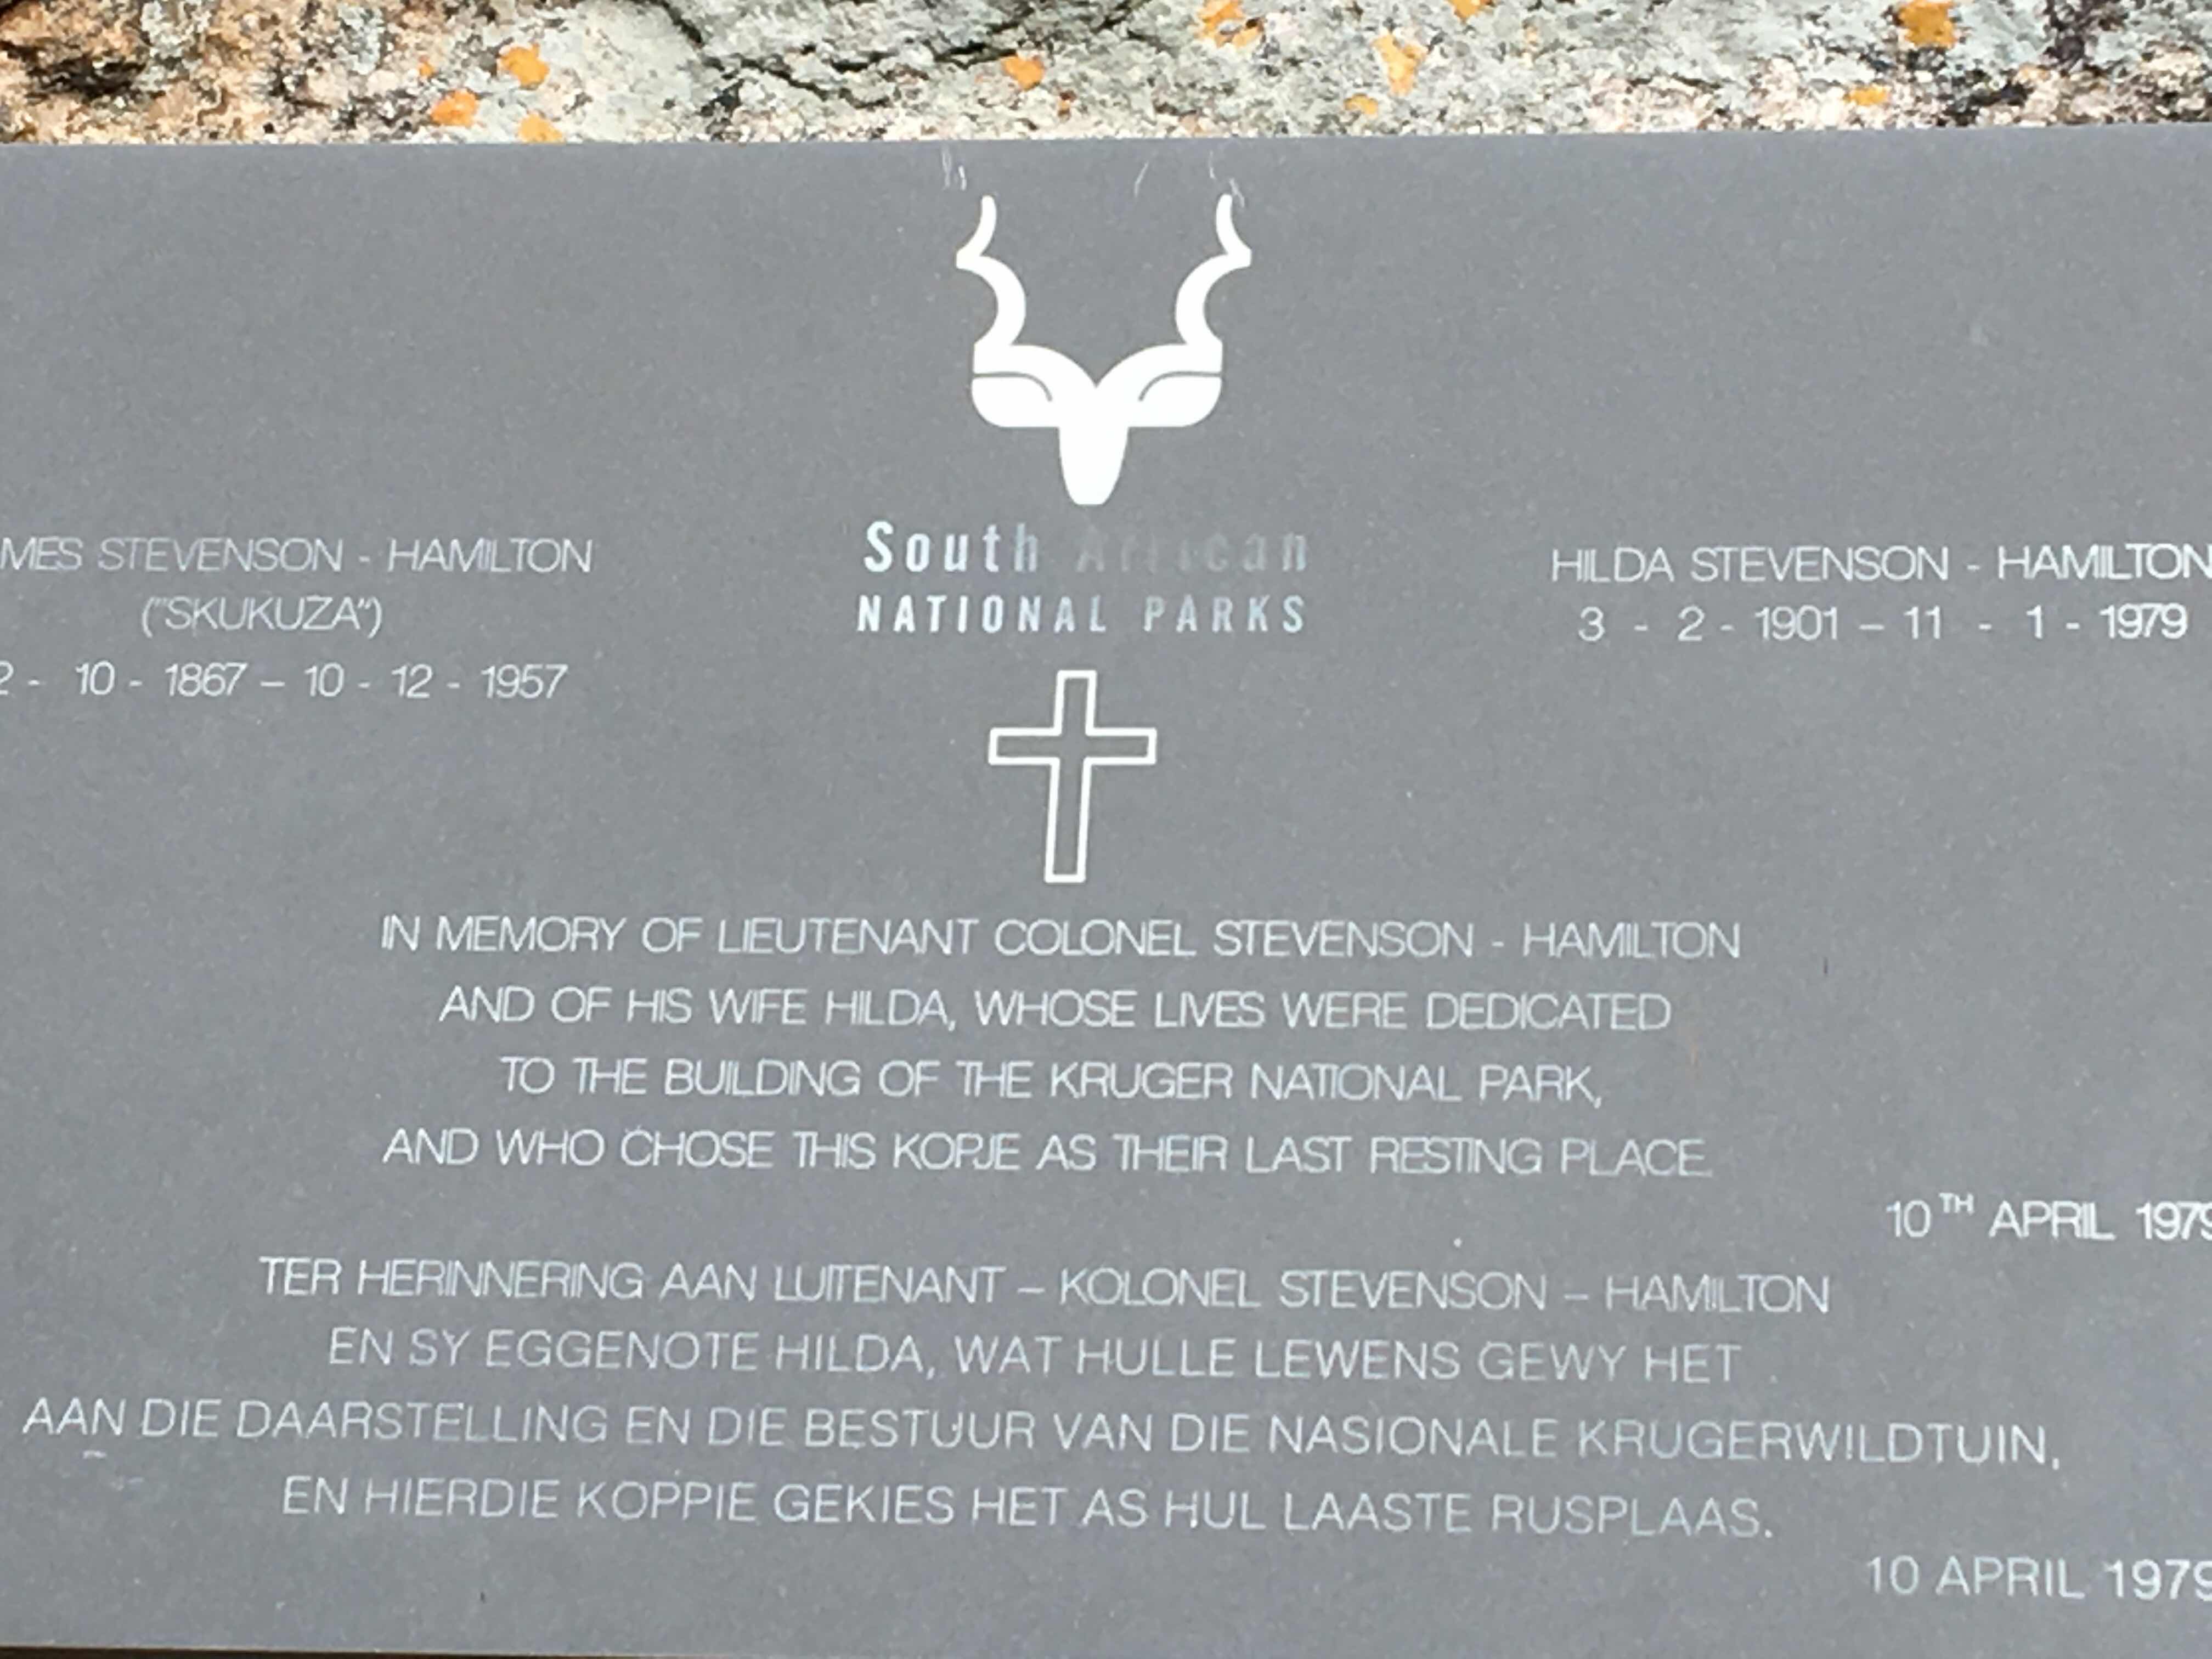 MES STEVENSON - HAMILTON
("SKUKUZA")
2 - 10 - 1867 – 10 - 12 - 1957
South African
NATIONAL PARKS
HILDA STEVENSON - HAMILTON
3 - 2 - 1901 – 11 - 1 - 1979
IN MEMORY OF LIEUTENANT COLONEL STEVENSON - HAMILTON
AND OF HIS WIFE HILDA, WHOSE LIVES WERE DEDICATED
TO THE BUILDING OF THE KRUGER NATIONAL PARK,
AND WHO CHOSE THIS KOPJE AS THEIR LAST RESTING PLACE.
10TH APRIL 1979
TER HERINNERING AAN LUITENANT – KOLONEL STEVENSON – HAMILTON
EN SY EGGENOTE HILDA, WAT HULLE LEWENS GEWY HET
AAN DIE DAARSTELLING EN DIE BESTUUR VAN DIE NASIONALE KRUGERWILDTUIN,
EN HIERDIE KOPPIE GEKIES HET AS HUL LAASTE RUSPLAAS.
10 APRIL 1979